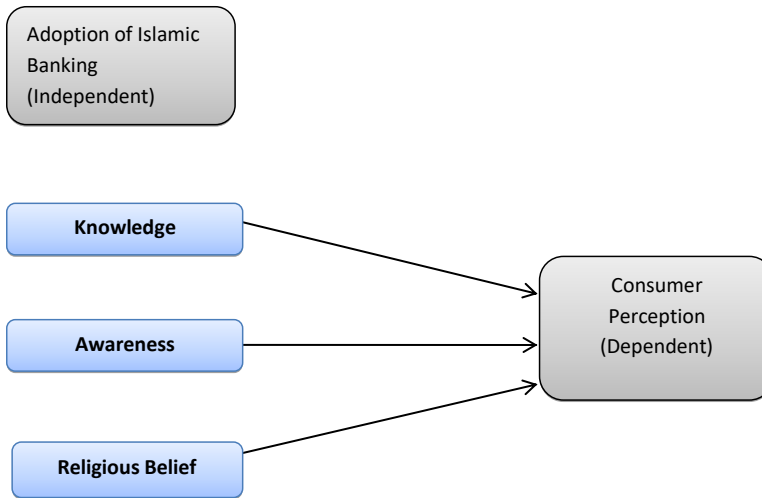 Adoption of Islamic
Banking
(Independent)
Knowledge
Consumer
Perception
(Dependent)
Awareness
Religious Belief